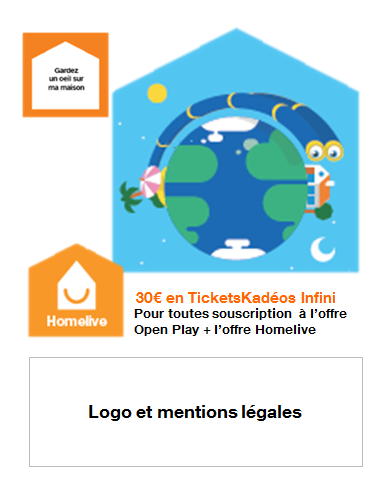 Gardez
un oeil sur
ma maison
Homelive
30€ en TicketsKadéos Infini
Pour toutes souscription à l'offre
Open Play + l'offre Homelive
Logo et mentions légales